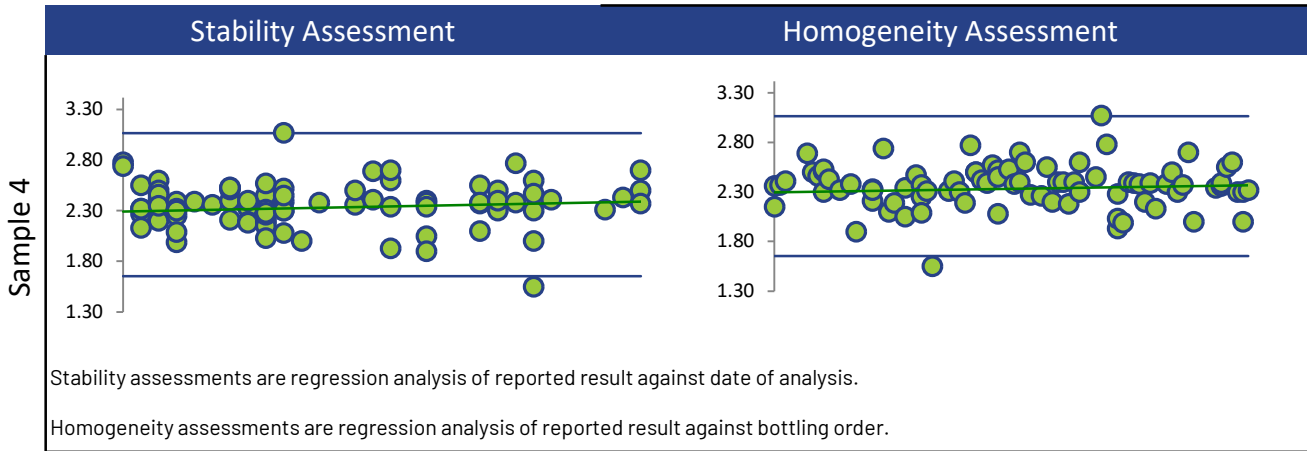 Stability Assessment
Homogeneity Assessment
Sample 4
3.30
2.80
2.30
1.80
1.30
3.30
2.80
2.30
1.80
1.30
Stability assessments are regression analysis of reported result against date of analysis.
Homogeneity assessments are regression analysis of reported result against bottling order.